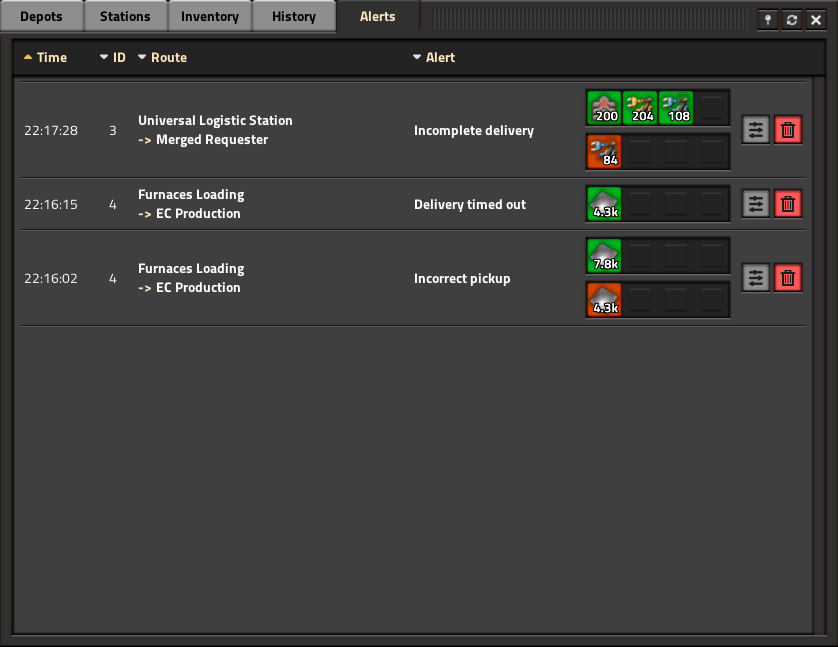 Depots Stations Inventory History Alerts
Time ID Route Alert
22:17:28 3 Universal Logistic Station
-> Merged Requester Incomplete delivery
200 204 108
84
22:16:15 4 Furnaces Loading
-> EC Production Delivery timed out
4.3k
22:16:02 4 Furnaces Loading
-> EC Production Incorrect pickup
7.8k
4.3k